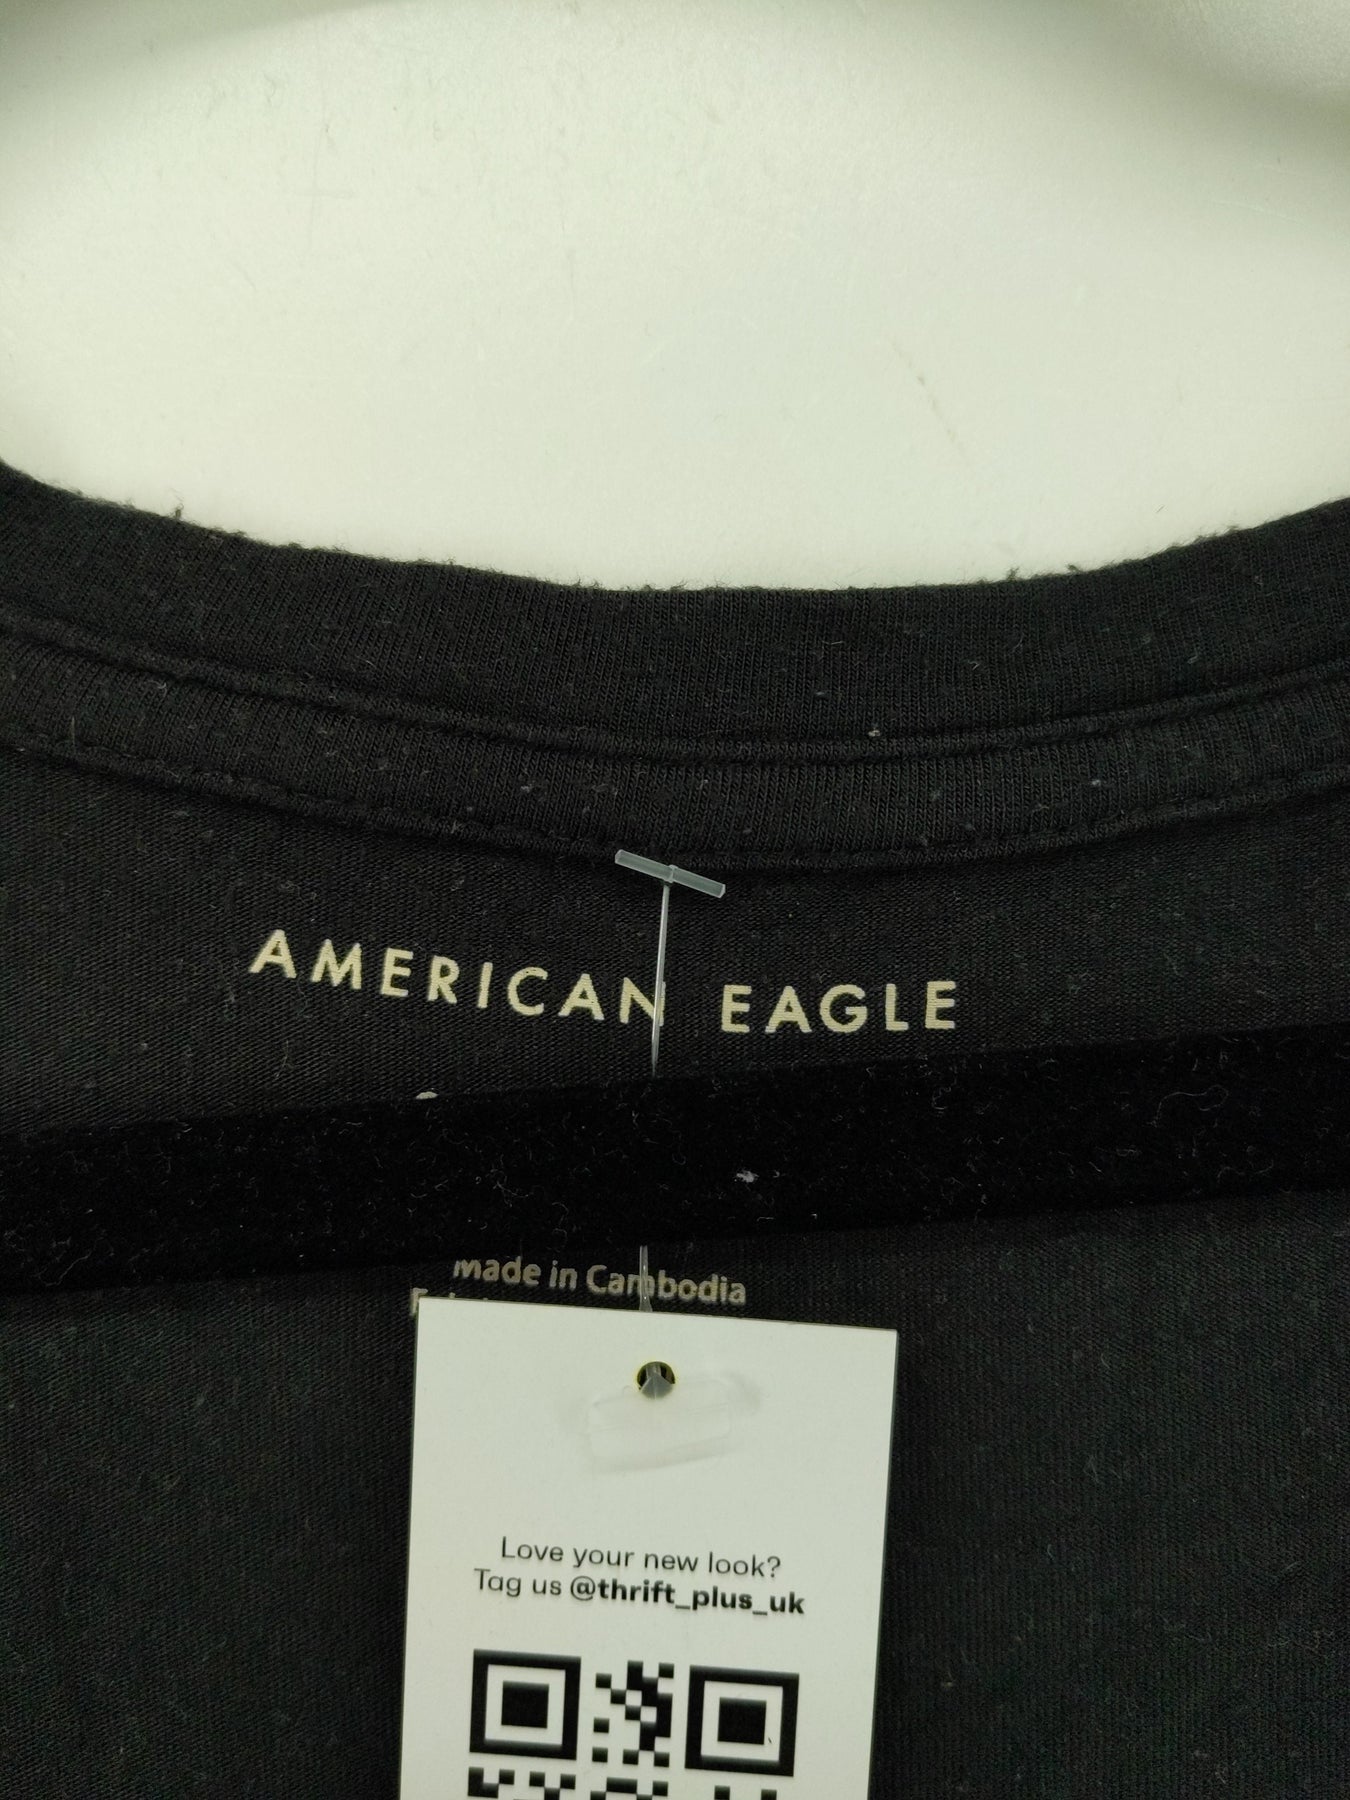 AMERICAN EAGLE
made in Cambodia
Love your new look?
Tag us @thrift_plus_uk